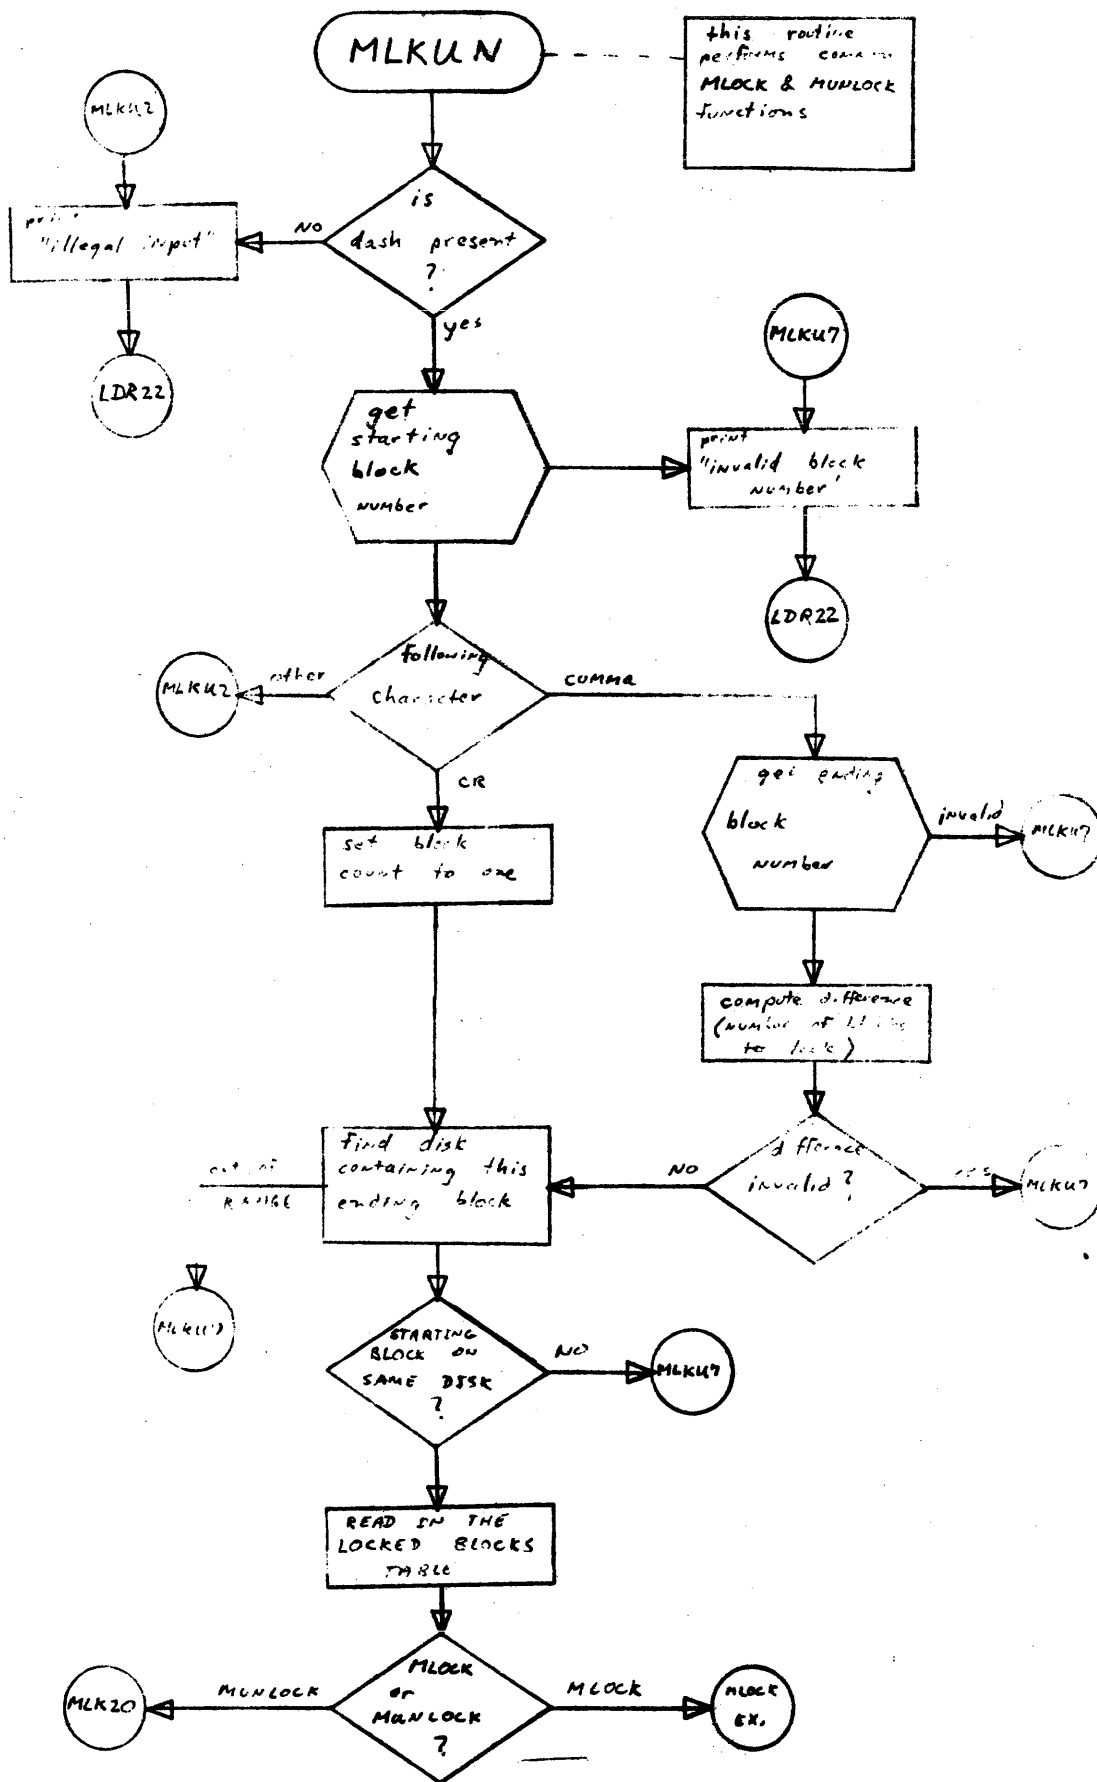 MLKUN
this routine
performs common
MLOCK & MUNLOCK
functions
MLKU2
print
"illegal input"
NO
is
dash present
?
yes
LDR22
MLKU7
get
starting
block
NUMBER
print
"invalid block
NUMBER"
LDR22
MLKU2
other
following
character
COMMA
CR
get ending
block
NUMBER
invalid
MLKU7
set block
count to one
compute difference
(NUMBER of blocks
to lock)
out of
RANGE
find disk
containing this
ending block
NO
difference
invalid?
yes
MLKU7
MLKU7
STARTING
BLOCK ON
SAME DISK
?
NO
MLKU7
READ IN THE
LOCKED BLOCKS
TABLE
MLK20
MUNLOCK
MLOCK
or
MUNLOCK
?
MLOCK
MLOCK
EX.